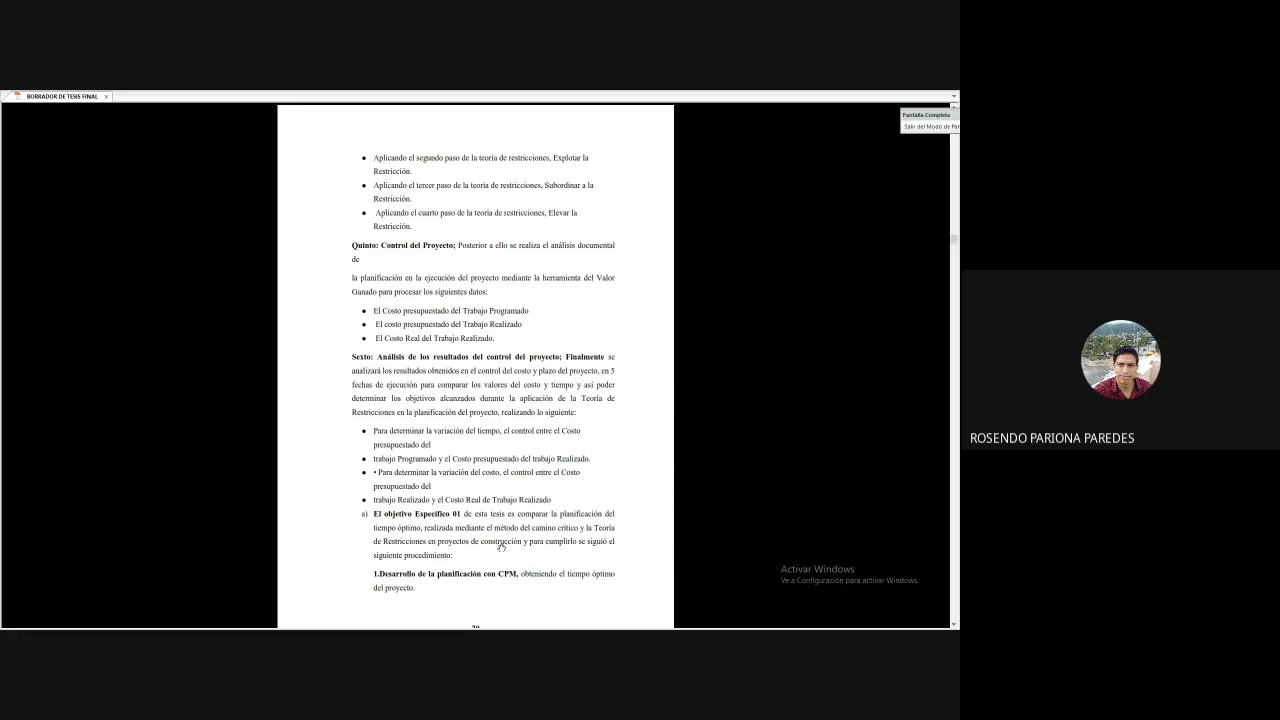 BORRADOR DE TESIS FINAL
Pantalla Completa
Salir del Modo de Par
● Aplicando el segundo paso de la teoría de restricciones, Explotar la
Restricción.
● Aplicando el tercer paso de la teoría de restricciones, Subordinar a la
Restricción.
● Aplicando el cuarto paso de la teoría de restricciones, Elevar la
Restricción.
Quinto: Control del Proyecto; Posterior a ello se realiza el análisis documental
de
la planificación en la ejecución del proyecto mediante la herramienta del Valor
Ganado para procesar los siguientes datos:
● El Costo presupuestado del Trabajo Programado
● El costo presupuestado del Trabajo Realizado
● El Costo Real del Trabajo Realizado.
Sexto: Análisis de los resultados del control del proyecto; Finalmente se
analizará los resultados obtenidos en el control del costo y plazo del proyecto, en 5
fechas de ejecución para comparar los valores del costo y tiempo y así poder
determinar los objetivos alcanzados durante la aplicación de la Teoría de
Restricciones en la planificación del proyecto, realizando lo siguiente:
● Para determinar la variación del tiempo, el control entre el Costo
presupuestado del
● trabajo Programado y el Costo presupuestado del trabajo Realizado.
● • Para determinar la variación del costo, el control entre el Costo
presupuestado del
● trabajo Realizado y el Costo Real de Trabajo Realizado
a) El objetivo Específico 01 de esta tesis es comparar la planificación del
tiempo óptimo, realizada mediante el método del camino crítico y la Teoría
de Restricciones en proyectos de construcción y para cumplirlo se siguió el
siguiente procedimiento:
1.Desarrollo de la planificación con CPM, obteniendo el tiempo óptimo
del proyecto.
Activar Windows
Ve a Configuración para activar Windows.
ROSENDO PARIONA PAREDES